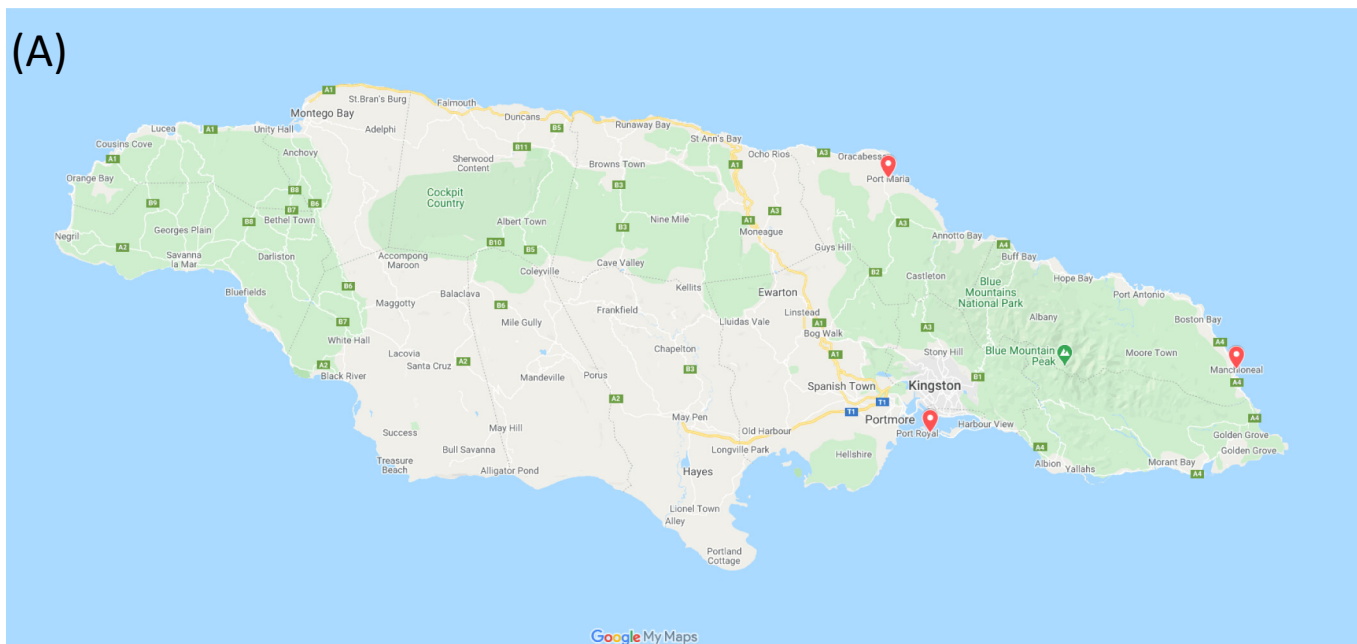 (A)
A1
St.Bran's Burg
Falmouth
Montego Bay
Duncans
Lucea
A1
Unity Hall
Adelphi
B5
Runaway Bay
St Ann's Bay
Cousins Cove
A1
Anchovy
Sherwood
Content
B11
Browns Town
A1
Ocho Rios
A3
Oracabess
Orange Bay
B8
B3
Port Maria
B9
B7
B6
Cockpit
Country
A3
B8
Bethel Town
Albert Town
Nine Mile
A1
A3
Negril
Georges Plain
B3
Moneague
Annotto Bay
A2
Savanna
la Mar
Darliston
Accompong
Maroon
B10
B5
Guys Hill
A4
Buff Bay
Coleyville
Cave Valley
B2
Castleton
Hope Bay
Bluefields
B6
Balaclava
Kellits
Ewarton
Blue
Mountains
National Park
Port Antonio
Maggotty
B6
Frankfield
Linstead
B7
Mile Gully
Lluidas Vale
A1
A3
Albany
Boston Bay
White Hall
Bog Walk
A4
Lacovia
Chapelton
A1
Stony Hill
Blue Mountain
Peak
Moore Town
A2
Santa Cruz
A2
B3
Manchioneal
Black River
Mandeville
Porus
Spanish Town
Kingston
B1
A4
A2
T1
May Pen
T1
Portmore
A4
Success
May Hill
Old Harbour
Port Royal
Harbour View
Golden Grove
Bull Savanna
Longville Park
A4
Golden Grove
Treasure
Beach
Alligator Pond
Hayes
Hellshire
Albion
Yallahs
Morant Bay
A4
Lionel Town
Alley
Portland
Cottage
Google My Maps